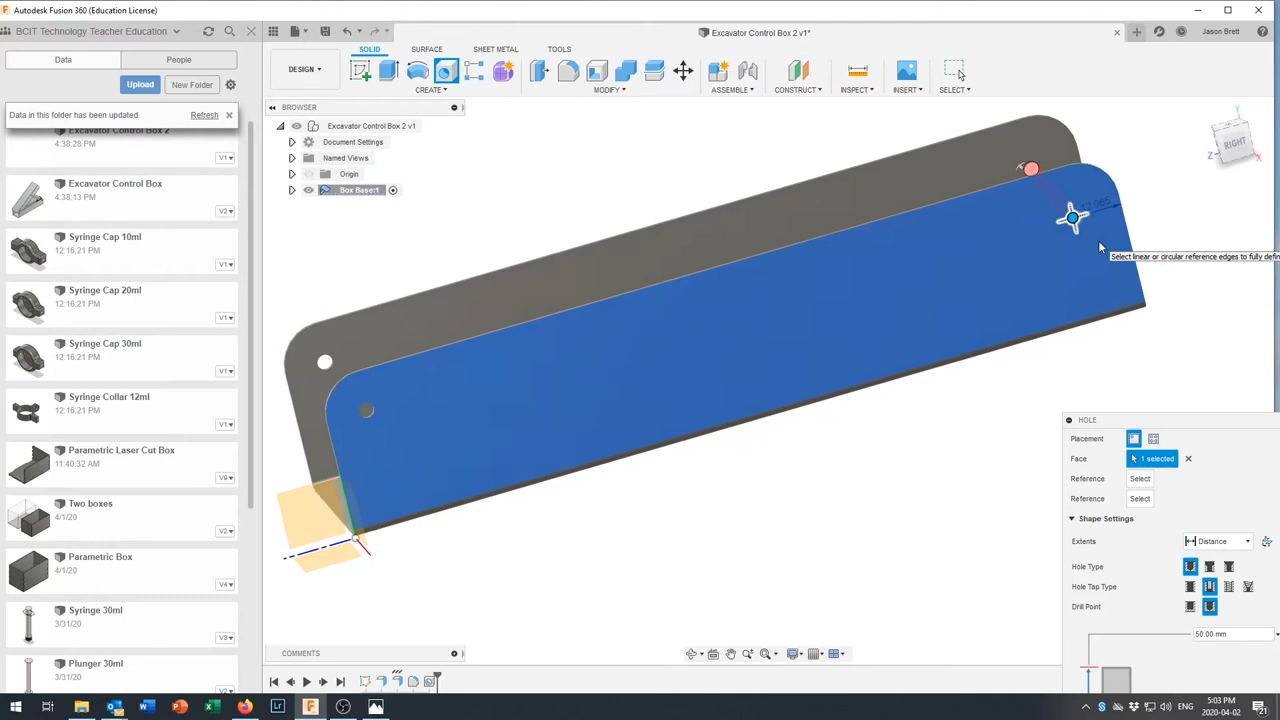 Autodesk Fusion 360 (Education License)
BCIT Technology Teacher Education
Excavator Control Box 2 v1*
Jason Brett
Data
People
Upload
New Folder
Data in this folder has been updated.
Refresh
Excavator Control Box 2
4:38:28 PM
V1
Excavator Control Box
4:38:13 PM
V2
Syringe Cap 10ml
12:16:21 PM
V1
Syringe Cap 20ml
12:16:21 PM
V1
Syringe Cap 30ml
12:16:21 PM
V1
Syringe Collar 12ml
12:16:21 PM
V1
Parametric Laser Cut Box
11:40:32 AM
V9
Two boxes
4/1/20
V2
Parametric Box
4/1/20
V4
Syringe 30ml
3/31/20
V3
Plunger 30ml
3/31/20
V2
DESIGN
SOLID
SURFACE
SHEET METAL
TOOLS
CREATE
MODIFY
ASSEMBLE
CONSTRUCT
INSPECT
INSERT
SELECT
BROWSER
Excavator Control Box 2 v1
Document Settings
Named Views
Origin
Box Base:1
Y
RIGHT
Z
X
Select linear or circular reference edges to fully defin
HOLE
Placement
Face
1 selected
Reference
Select
Reference
Select
Shape Settings
Extents
Distance
Hole Type
Hole Tap Type
Drill Point
50.00 mm
COMMENTS
ENG
5:03 PM
2020-04-02
21